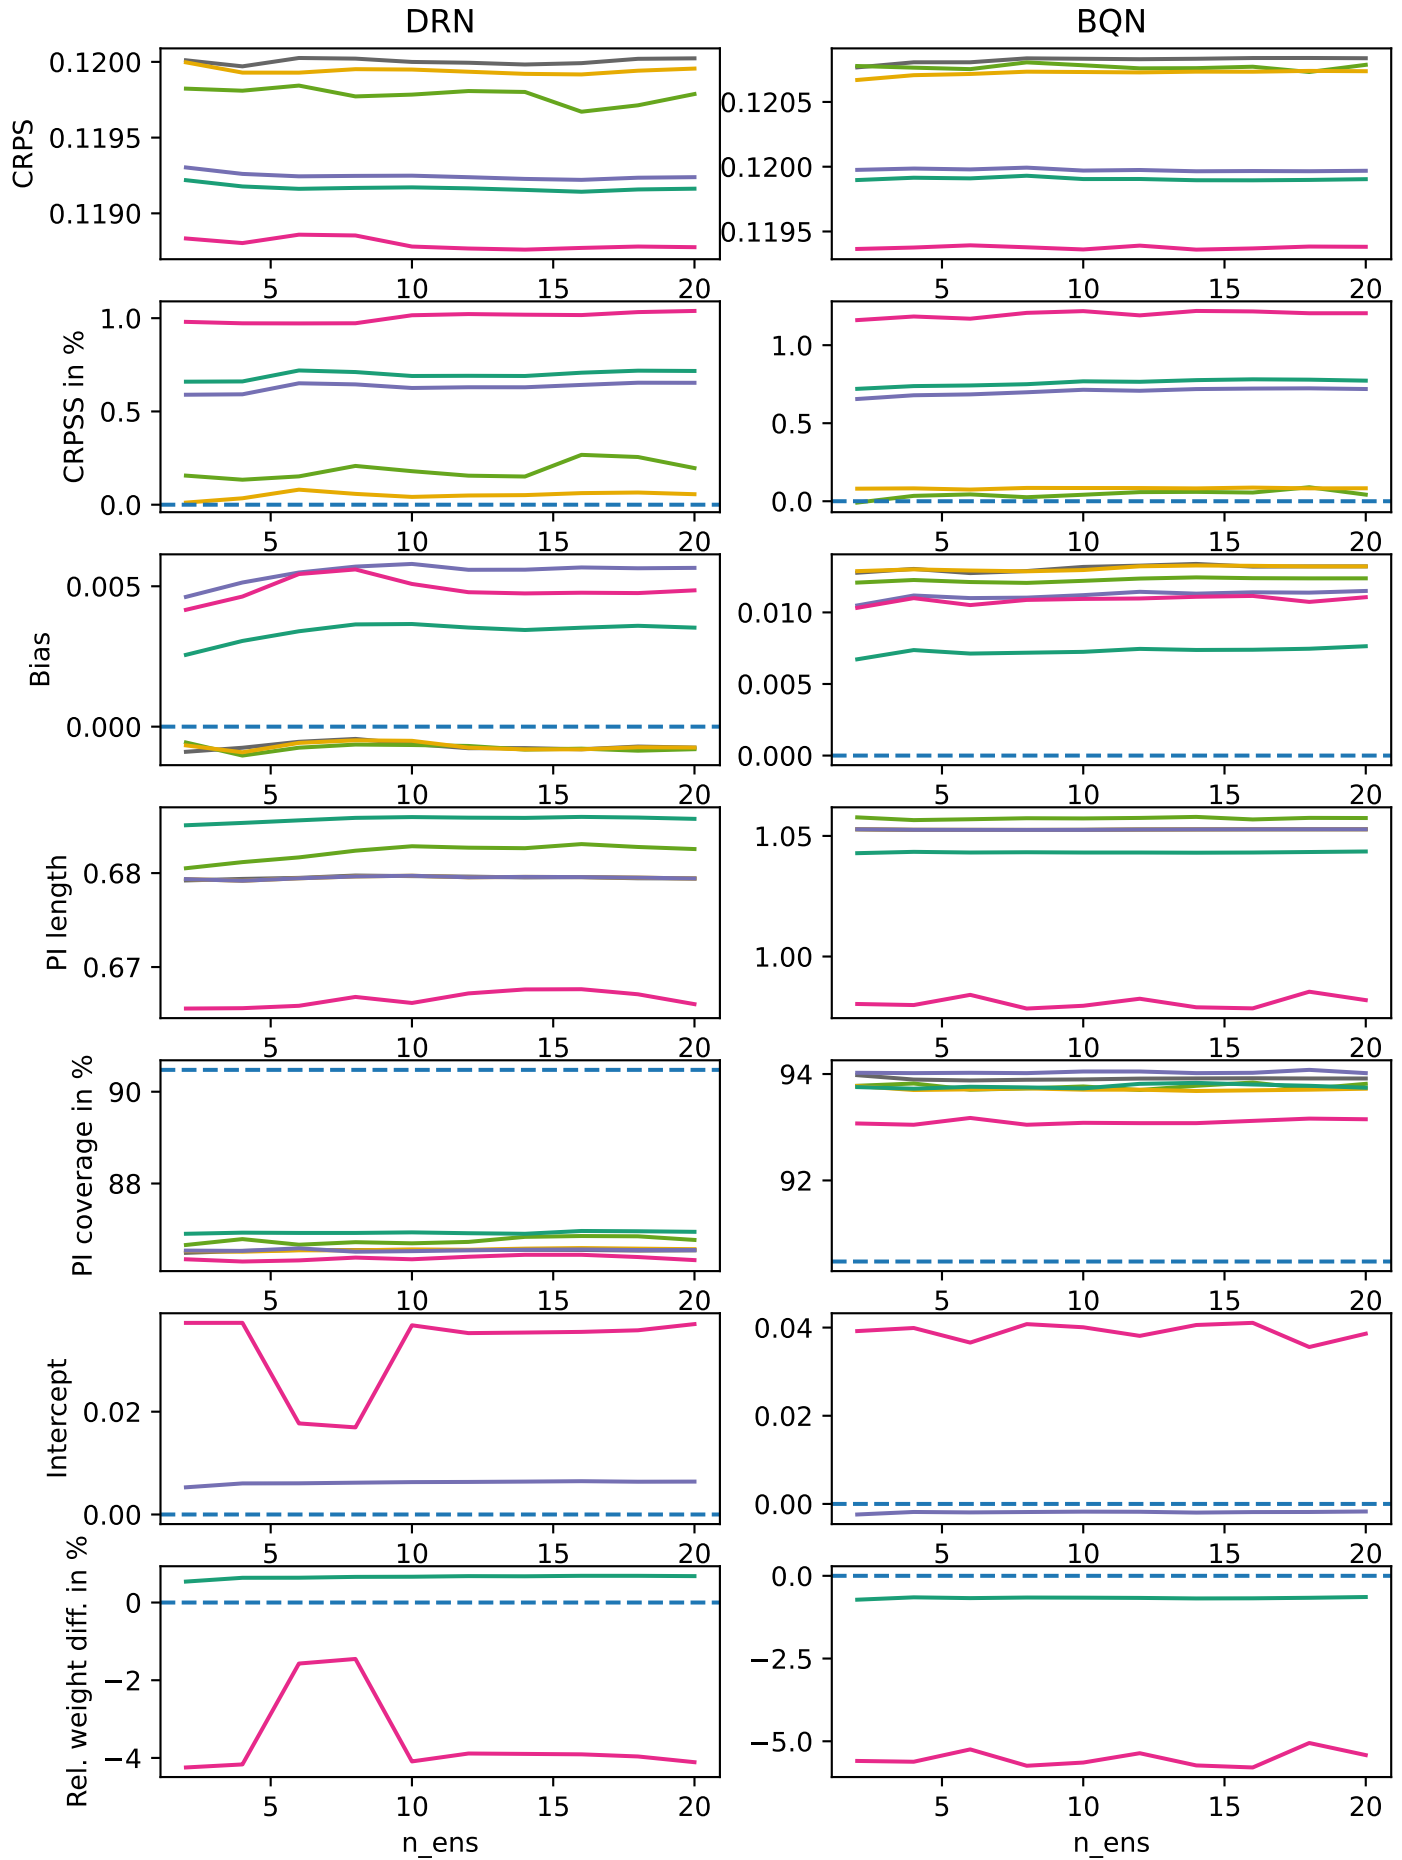 DRN BQN
CRPS
0.1200
0.1195
0.1190
0.1205
0.1200
0.1195
5 10 15 20 5 10 15 20
CRPSS in %
1.0
0.5
0.0
1.0
0.5
0.0
5 10 15 20 5 10 15 20
Bias
0.005
0.000
0.010
0.005
0.000
5 10 15 20 5 10 15 20
PI length
0.68
0.67
1.05
1.00
5 10 15 20 5 10 15 20
PI coverage in %
90
88
94
92
5 10 15 20 5 10 15 20
Intercept
0.02
0.00
0.04
0.02
0.00
5 10 15 20 5 10 15 20
Rel. weight diff. in %
0
−2
−4
0.0
−2.5
−5.0
5 10 15 20 5 10 15 20
n_ens n_ens